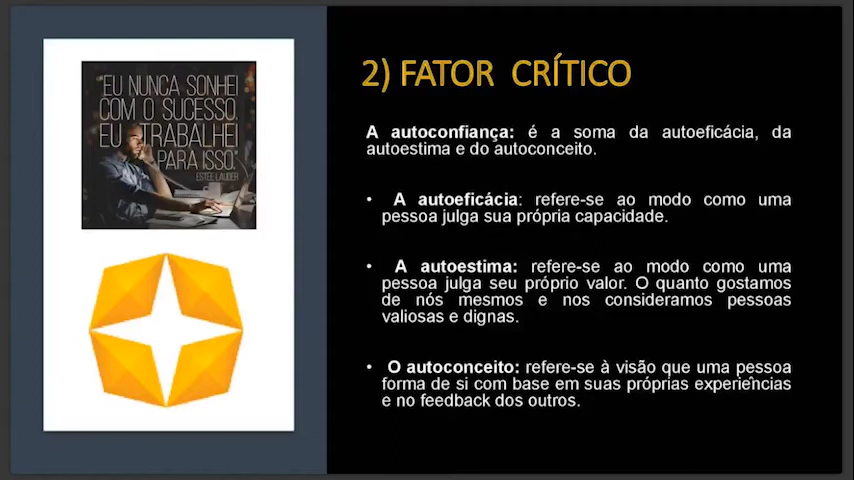 "EU NUNCA SONHEI
COM O SUCESSO.
EU TRABALHEI
PARA ISSO."
ESTÉE LAUDER
2) FATOR CRÍTICO
A autoconfiança: é a soma da autoeficácia, da
autoestima e do autoconceito.
• A autoeficácia: refere-se ao modo como uma
pessoa julga sua própria capacidade.
• A autoestima: refere-se ao modo como uma
pessoa julga seu próprio valor. O quanto gostamos
de nós mesmos e nos consideramos pessoas
valiosas e dignas.
• O autoconceito: refere-se à visão que uma pessoa
forma de si com base em suas próprias experiências
e no feedback dos outros.